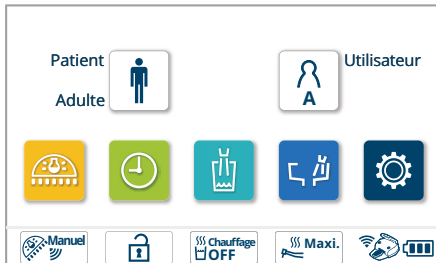 Patient
Utilisateur
Adulte
A
Manuel
Chauffage
OFF
Maxi.